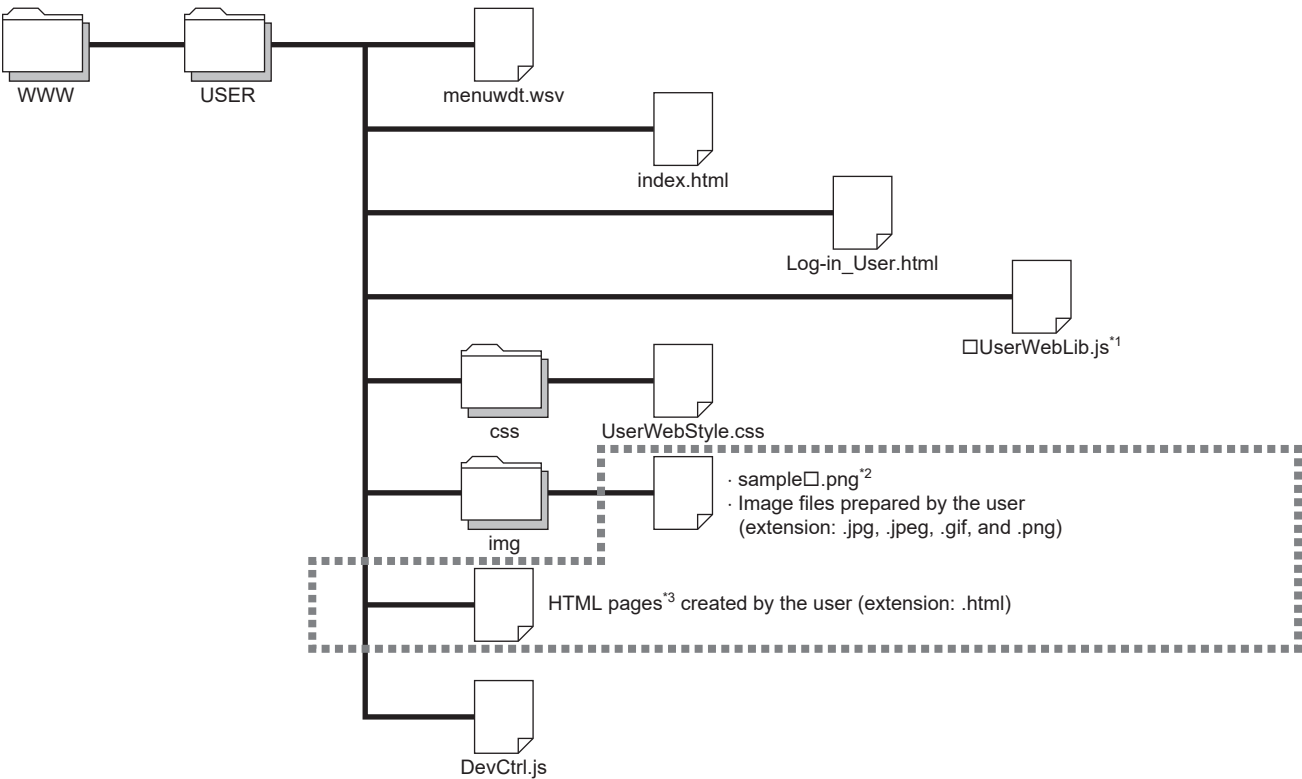 WWW
USER
menuwdt.wsv
index.html
Log-in_User.html
□UserWebLib.js*1
css
UserWebStyle.css
img
· sample□.png*2
· Image files prepared by the user
(extension: .jpg, .jpeg, .gif, and .png)
HTML pages*3 created by the user (extension: .html)
DevCtrl.js